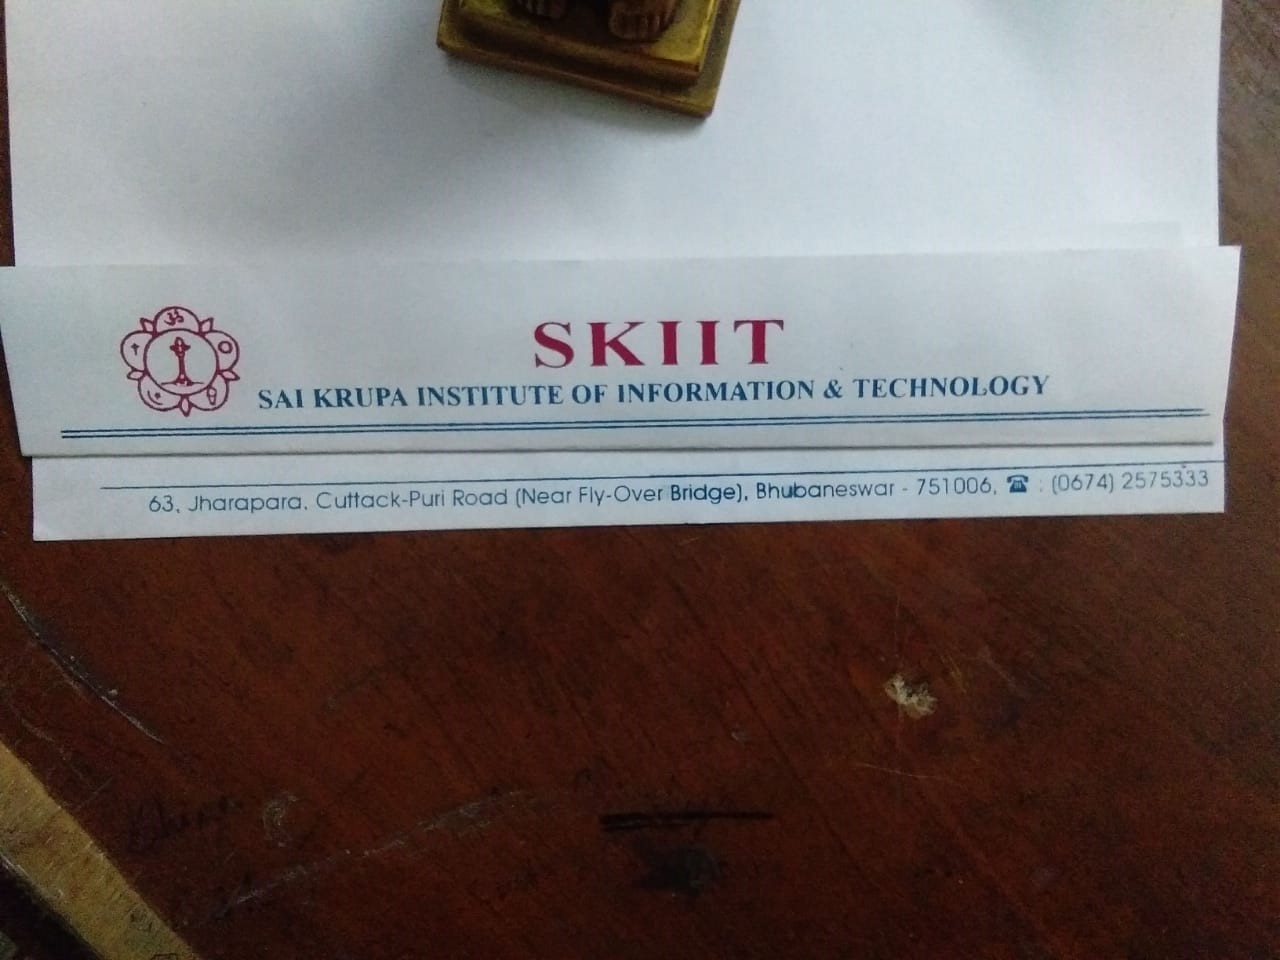 SKIIT
SAI KRUPA INSTITUTE OF INFORMATION & TECHNOLOGY
63, Jharapara, Cuttack-Puri Road (Near Fly-Over Bridge), Bhubaneswar - 751006, ☎ : (0674) 2575333